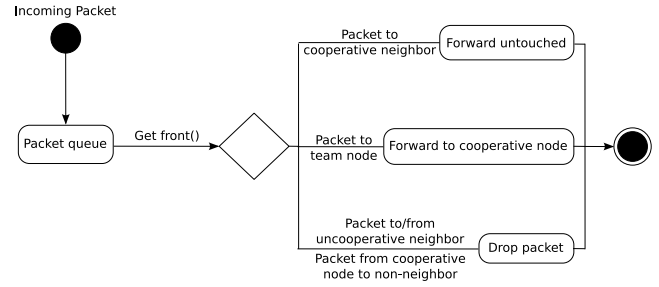 Incoming Packet
Packet to
cooperative neighbor
Forward untouched
Packet queue
Get front()
Packet to
team node
Forward to cooperative node
Packet to/from
uncooperative neighbor
Packet from cooperative
node to non-neighbor
Drop packet